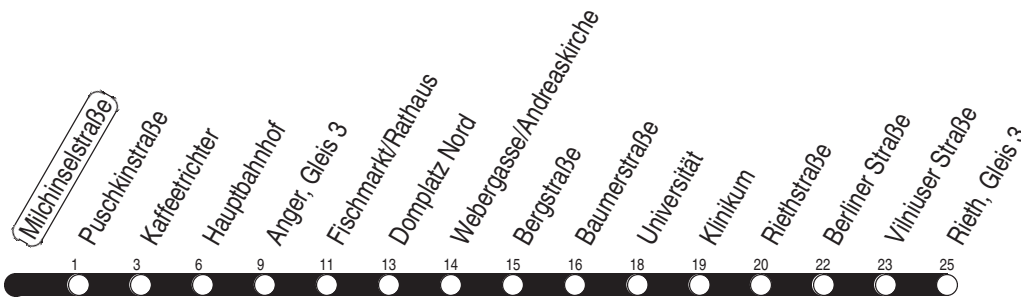 Milchinselstraße
Puschkinstraße
Kaffeetrichter
Hauptbahnhof
Anger, Gleis 3
Fischmarkt/Rathaus
Domplatz Nord
Webergasse/Andreaskirche
Bergstraße
Baumerstraße
Universität
Klinikum
Riethstraße
Berliner Straße
Vilniuser Straße
Rieth, Gleis 3
1 3 6 9 11 13 14 15 16 18 19 20 22 23 25